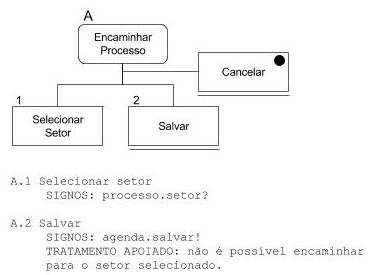 A
Encaminhar
Processo
Cancelar
1
2
Selecionar
Setor
Salvar
A.1 Selecionar setor
SIGNOS: processo.setor?
A.2 Salvar
SIGNOS: agenda.salvar!
TRATAMENTO APOIADO: não é possível encaminhar
para o setor selecionado.